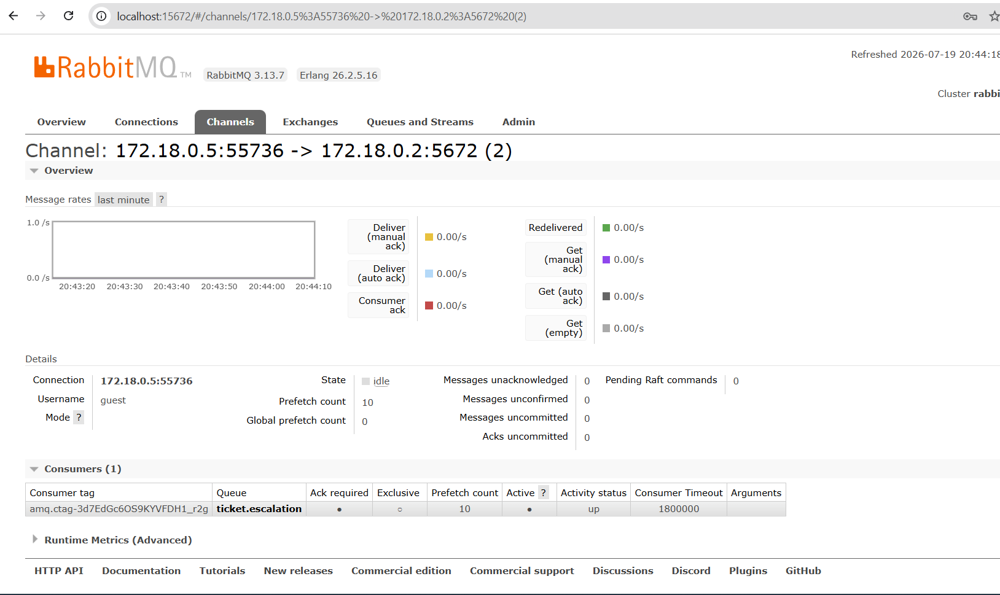 localhost:15672/#/channels/172.18.0.5%3A55736%20->%20172.18.0.2%3A5672%20(2)
Refreshed 2026-07-19 20:44:18
RabbitMQ TM RabbitMQ 3.13.7 Erlang 26.2.5.16
Cluster rabbi
Overview Connections Channels Exchanges Queues and Streams Admin
Channel: 172.18.0.5:55736 -> 172.18.0.2:5672 (2)
Overview
Message rates last minute ?
1.0 /s
0.0 /s
20:43:20 20:43:30 20:43:40 20:43:50 20:44:00 20:44:10
Deliver
(manual
ack)
0.00/s
Deliver
(auto ack)
0.00/s
Consumer
ack
0.00/s
Redelivered
0.00/s
Get
(manual
ack)
0.00/s
Get (auto
ack)
0.00/s
Get
(empty)
0.00/s
Details
Connection 172.18.0.5:55736
Username guest
Mode ?
State idle
Prefetch count 10
Global prefetch count 0
Messages unacknowledged 0
Messages unconfirmed 0
Messages uncommitted 0
Acks uncommitted 0
Pending Raft commands 0
Consumers (1)
Consumer tag Queue Ack required Exclusive Prefetch count Active ? Activity status Consumer Timeout Arguments
amq.ctag-3d7EdGc6OS9KYVFDH1_r2g ticket.escalation ● ○ 10 ● up 1800000
Runtime Metrics (Advanced)
HTTP API Documentation Tutorials New releases Commercial edition Commercial support Discussions Discord Plugins GitHub